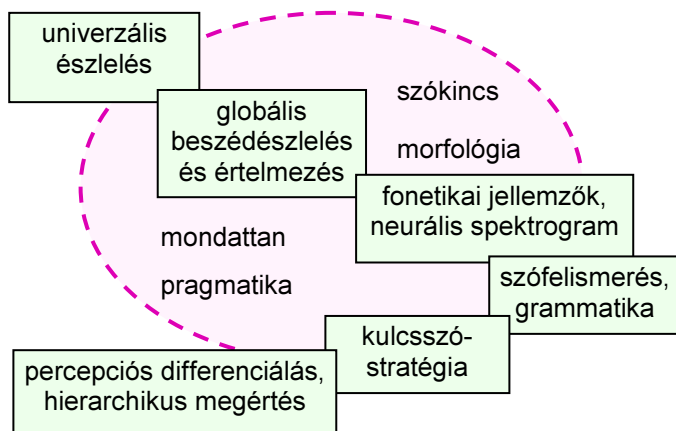 univerzális
észlelés
szókincs
globális
beszédészlelés
és értelmezés
morfológia
fonetikai jellemzők,
neurális spektrogram
mondattan
pragmatika
szófelismerés,
grammatika
kulcsszó-
stratégia
percepciós differenciálás,
hierarchikus megértés